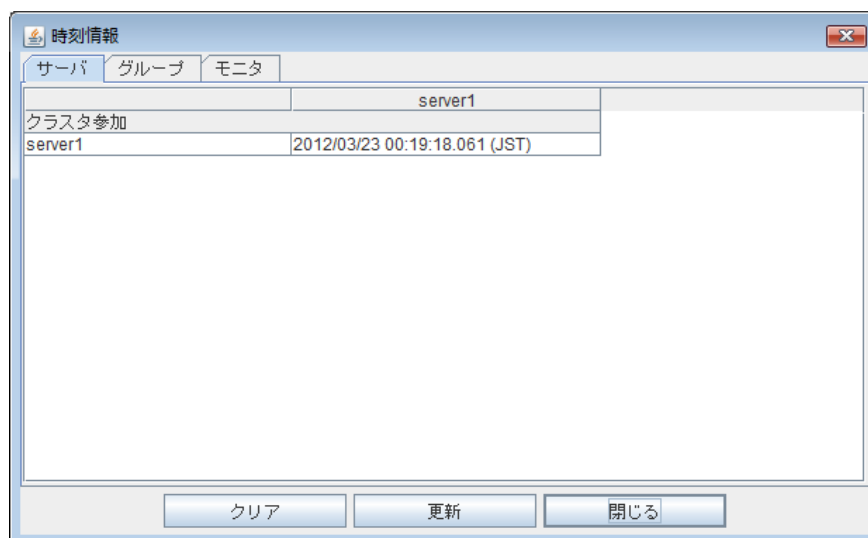 時刻情報
サーバ グループ モニタ
server1
クラスタ参加
server1 2012/03/23 00:19:18.061 (JST)
クリア 更新 閉じる